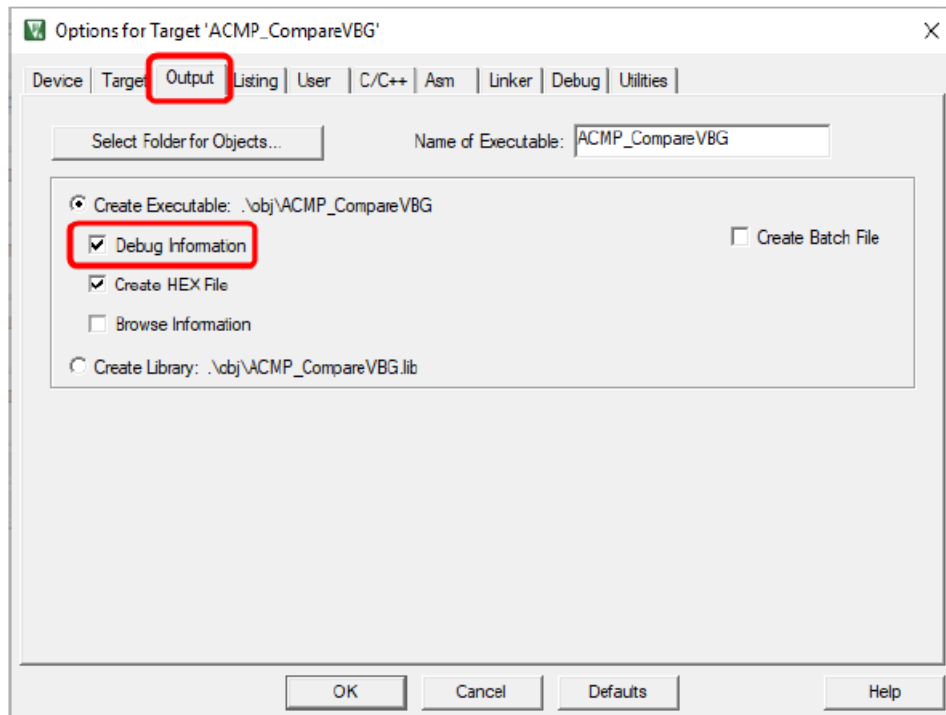 Options for Target 'ACMP_CompareVBG'
Device Target Output Listing User C/C++ Asm Linker Debug Utilities
Select Folder for Objects... Name of Executable: ACMP_CompareVBG
Create Executable: .\obj\ACMP_CompareVBG
Debug Information Create Batch File
Create HEX File
Browse Information
Create Library: .\obj\ACMP_CompareVBG.lib
OK Cancel Defaults Help